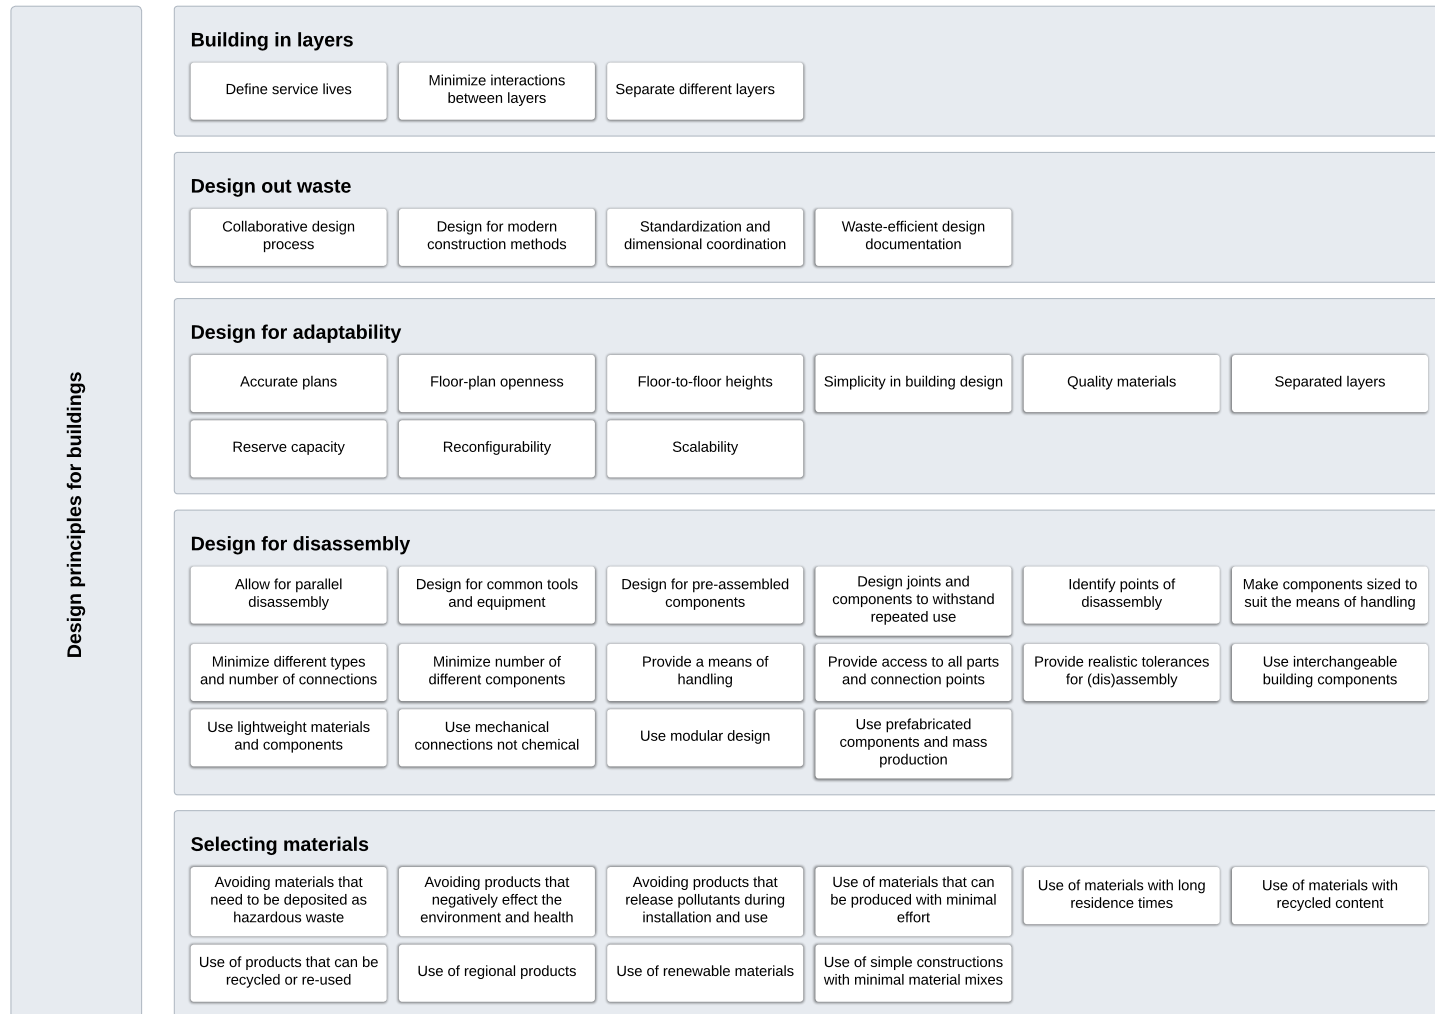 Design principles for buildings
Building in layers
Define service lives
Minimize interactions
between layers
Separate different layers
Design out waste
Collaborative design
process
Design for modern
construction methods
Standardization and
dimensional coordination
Waste-efficient design
documentation
Design for adaptability
Accurate plans
Floor-plan openness
Floor-to-floor heights
Simplicity in building design
Quality materials
Separated layers
Reserve capacity
Reconfigurability
Scalability
Design for disassembly
Allow for parallel
disassembly
Design for common tools
and equipment
Design for pre-assembled
components
Design joints and
components to withstand
repeated use
Identify points of
disassembly
Make components sized to
suit the means of handling
Minimize different types
and number of connections
Minimize number of
different components
Provide a means of
handling
Provide access to all parts
and connection points
Provide realistic tolerances
for (dis)assembly
Use interchangeable
building components
Use lightweight materials
and components
Use mechanical
connections not chemical
Use modular design
Use prefabricated
components and mass
production
Selecting materials
Avoiding materials that
need to be deposited as
hazardous waste
Avoiding products that
negatively effect the
environment and health
Avoiding products that
release pollutants during
installation and use
Use of materials that can
be produced with minimal
effort
Use of materials with long
residence times
Use of materials with
recycled content
Use of products that can be
recycled or re-used
Use of regional products
Use of renewable materials
Use of simple constructions
with minimal material mixes